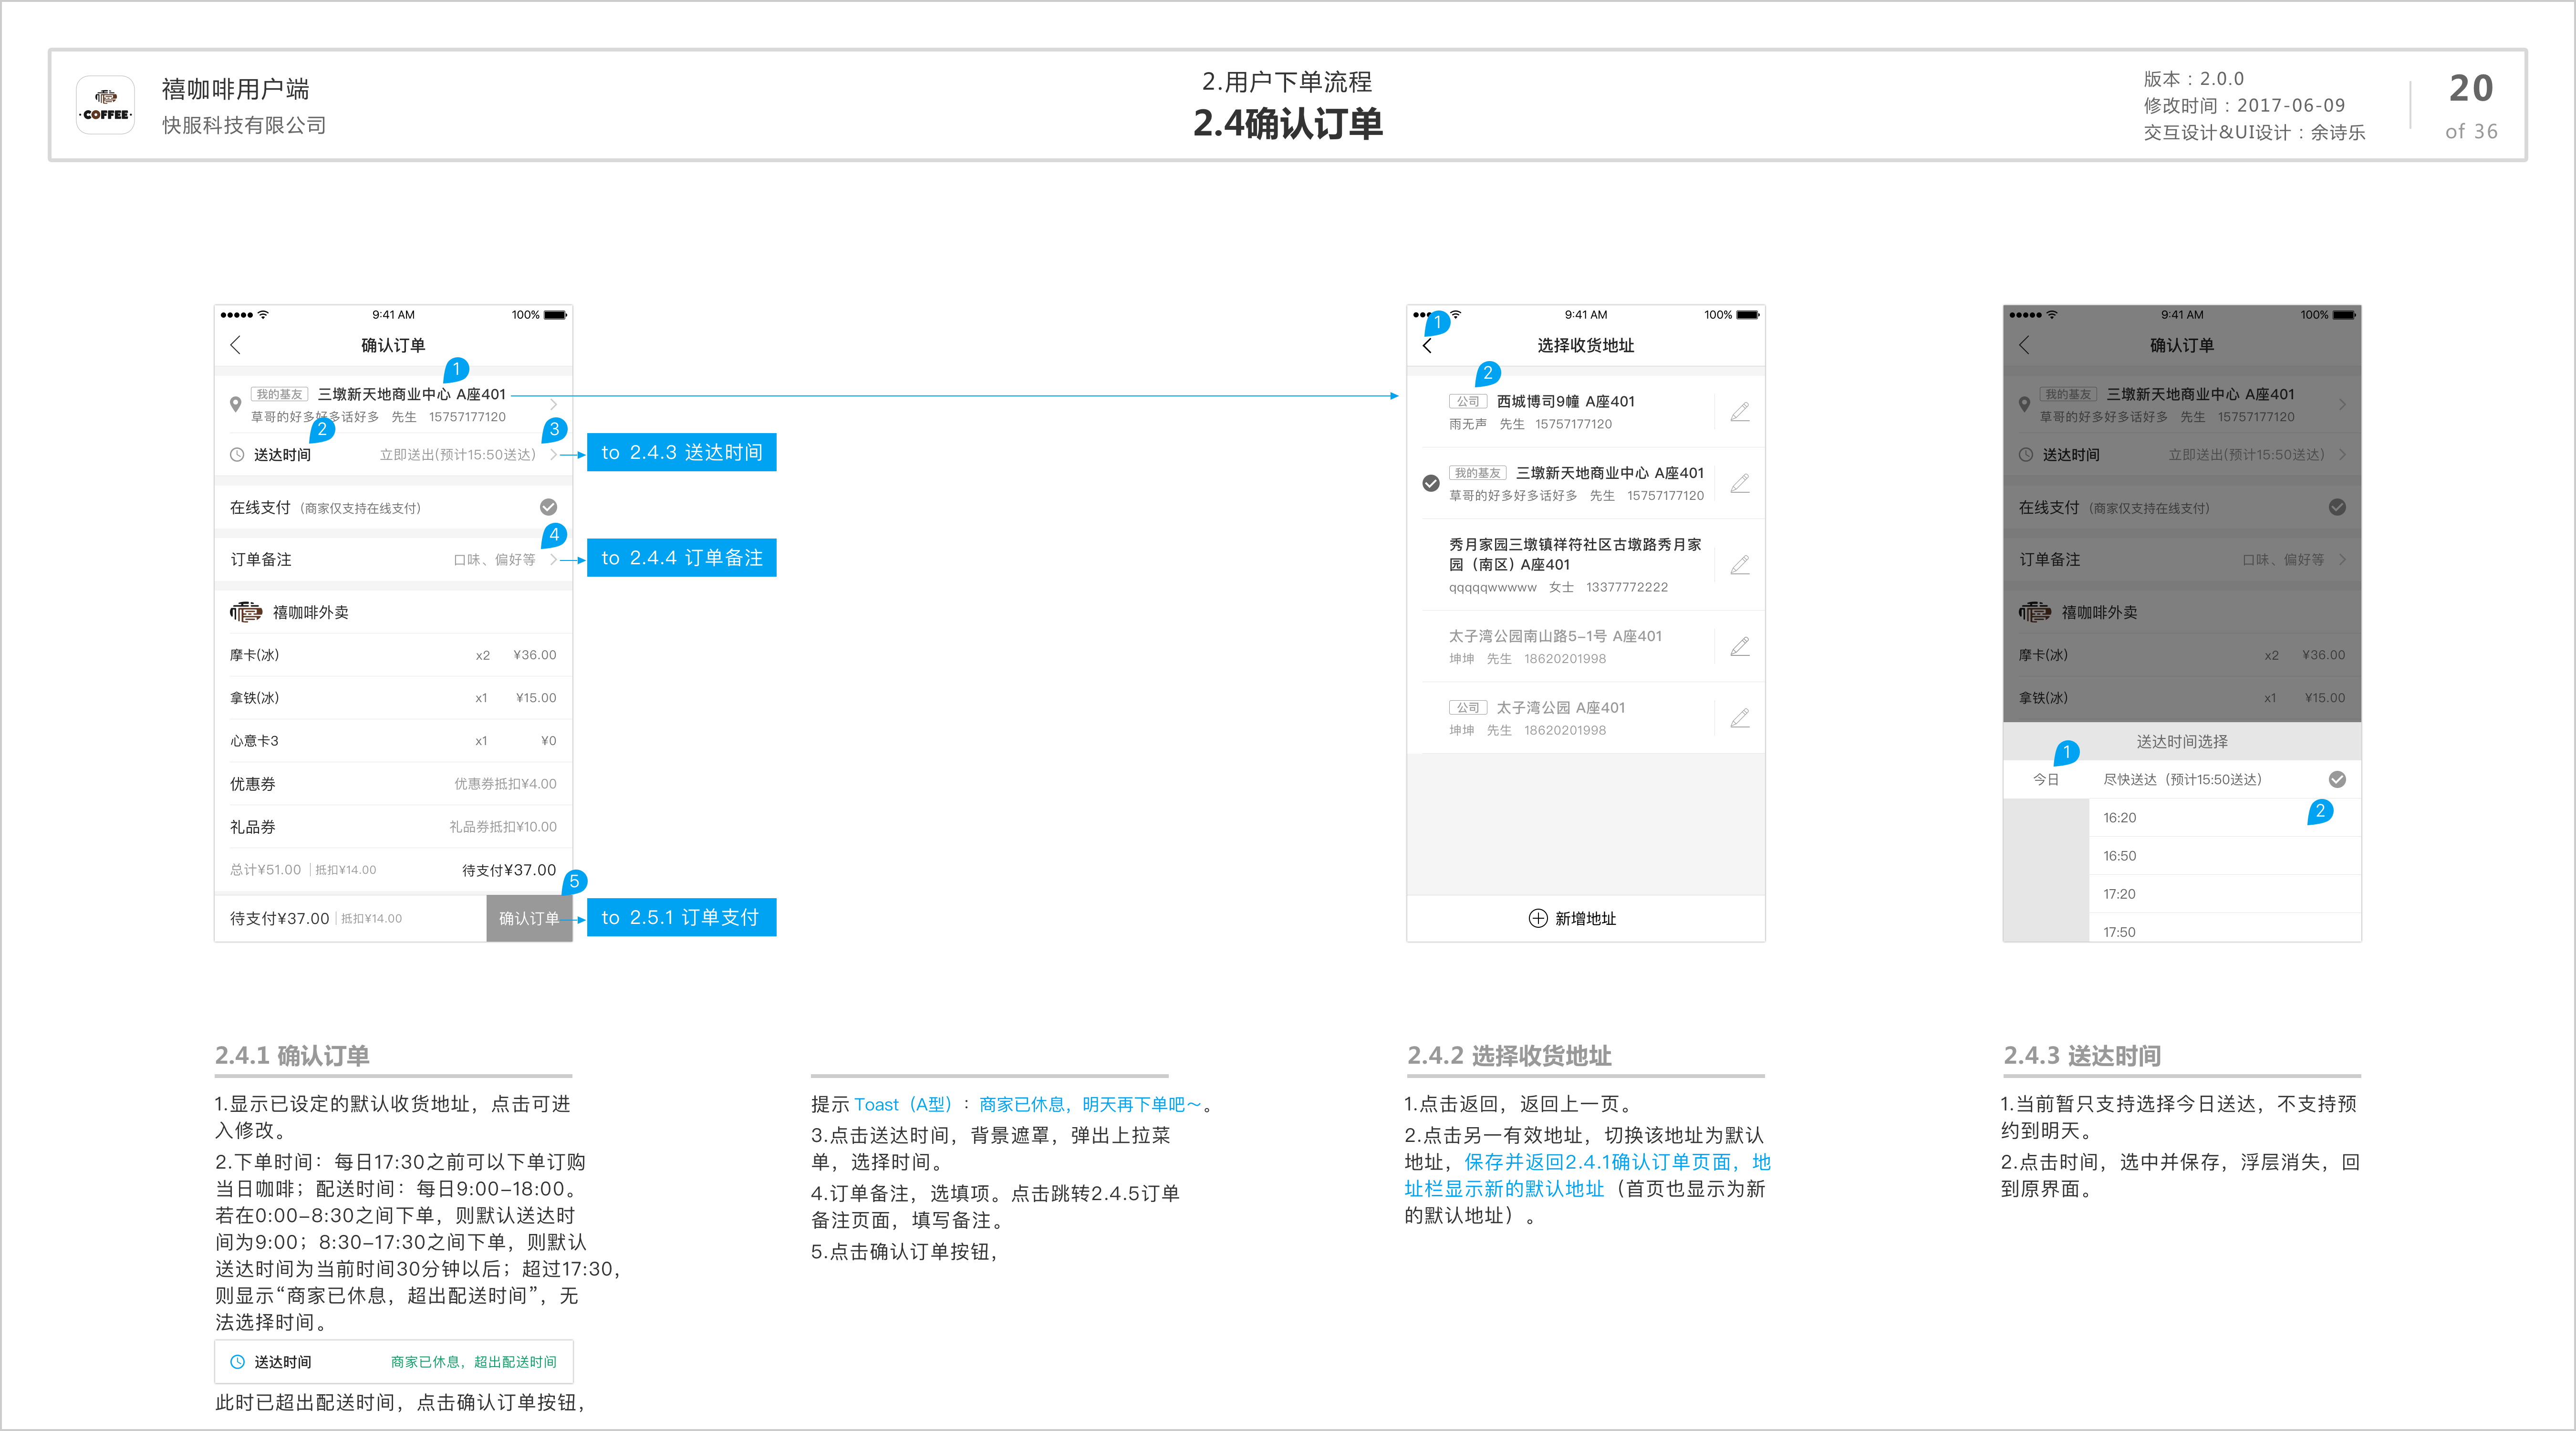 ·COFFEE·
禧咖啡用户端
快服科技有限公司
2.用户下单流程
2.4确认订单
版本：2.0.0
修改时间：2017-06-09
交互设计&UI设计：余诗乐
20
of 36
9:41 AM
100%
确认订单
1
我的基友 三墩新天地商业中心 A座401
草哥的好多好多话好多 先生 15757177120
2
3
送达时间 立即送出(预计15:50送达)
to 2.4.3 送达时间
在线支付 (商家仅支持在线支付)
4
订单备注 口味、偏好等
to 2.4.4 订单备注
禧咖啡外卖
摩卡(冰) x2 ¥36.00
拿铁(冰) x1 ¥15.00
心意卡3 x1 ¥0
优惠券 优惠券抵扣¥4.00
礼品券 礼品券抵扣¥10.00
总计¥51.00 抵扣¥14.00 待支付¥37.00
5
待支付¥37.00 抵扣¥14.00 确认订单
to 2.5.1 订单支付
9:41 AM
100%
1
选择收货地址
2
公司 西城博司9幢 A座401
雨无声 先生 15757177120
我的基友 三墩新天地商业中心 A座401
草哥的好多好多话好多 先生 15757177120
秀月家园三墩镇祥符社区古墩路秀月家
园（南区）A座401
qqqqqwwwww 女士 13377772222
太子湾公园南山路5-1号 A座401
坤坤 先生 18620201998
公司 太子湾公园 A座401
坤坤 先生 18620201998
新增地址
9:41 AM
100%
确认订单
我的基友 三墩新天地商业中心 A座401
草哥的好多好多话好多 先生 15757177120
送达时间 立即送出(预计15:50送达)
在线支付 (商家仅支持在线支付)
订单备注 口味、偏好等
禧咖啡外卖
摩卡(冰) x2 ¥36.00
拿铁(冰) x1 ¥15.00
送达时间选择
1
今日 尽快送达（预计15:50送达）
2
16:20
16:50
17:20
17:50
2.4.1 确认订单
1.显示已设定的默认收货地址，点击可进
入修改。
2.下单时间：每日17:30之前可以下单订购
当日咖啡；配送时间：每日9:00-18:00。
若在0:00-8:30之间下单，则默认送达时
间为9:00；8:30-17:30之间下单，则默认
送达时间为当前时间30分钟以后；超过17:30，
则显示“商家已休息，超出配送时间”，无
法选择时间。
送达时间 商家已休息，超出配送时间
此时已超出配送时间，点击确认订单按钮，
提示 Toast（A型）：商家已休息，明天再下单吧～。
3.点击送达时间，背景遮罩，弹出上拉菜
单，选择时间。
4.订单备注，选填项。点击跳转2.4.5订单
备注页面，填写备注。
5.点击确认订单按钮，
2.4.2 选择收货地址
1.点击返回，返回上一页。
2.点击另一有效地址，切换该地址为默认
地址，保存并返回2.4.1确认订单页面，地
址栏显示新的默认地址（首页也显示为新
的默认地址）。
2.4.3 送达时间
1.当前暂只支持选择今日送达，不支持预
约到明天。
2.点击时间，选中并保存，浮层消失，回
到原界面。